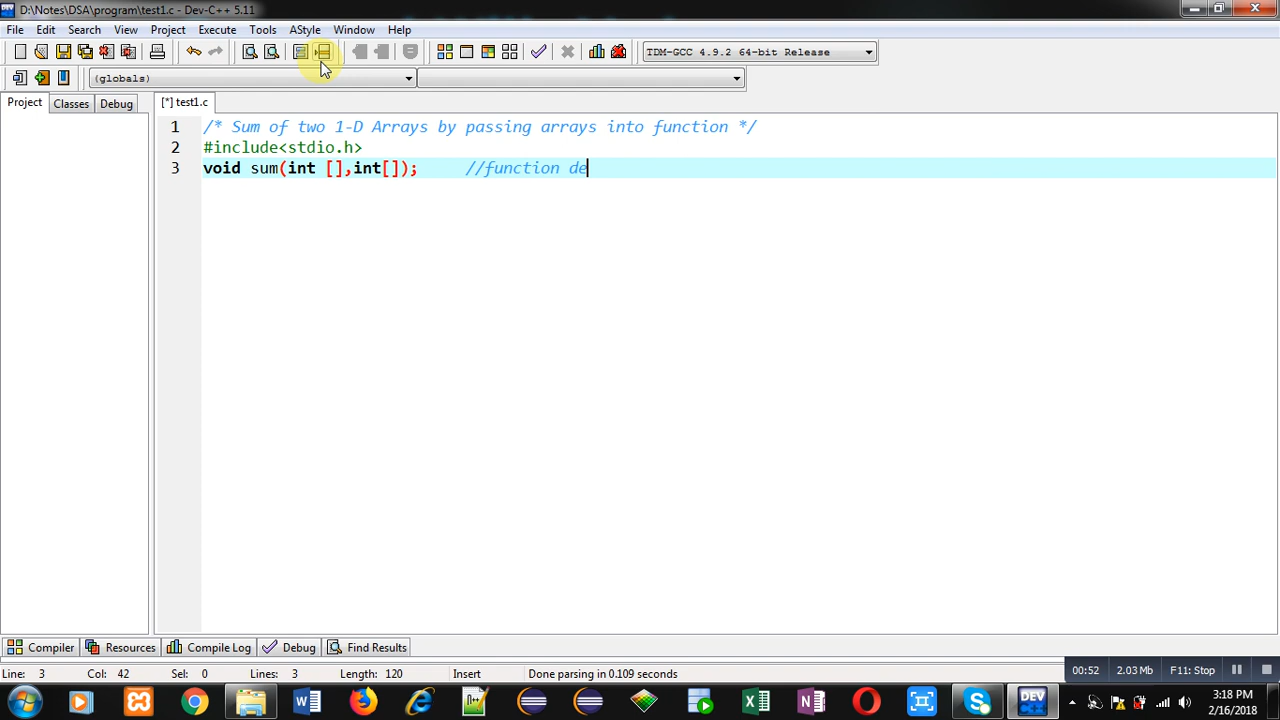 D:\Notes\DSA\program\test1.c - Dev-C++ 5.11
File Edit Search View Project Execute Tools AStyle Window Help
TDM-GCC 4.9.2 64-bit Release
(globals)
Project Classes Debug [*] test1.c
1 /* Sum of two 1-D Arrays by passing arrays into function */
2 #include<stdio.h>
3 void sum(int [],int[]); //function de
Compiler Resources Compile Log Debug Find Results
Line: 3 Col: 42 Sel: 0 Lines: 3 Length: 120 Insert Done parsing in 0.109 seconds 00:52 2.03 Mb F11: Stop
3:18 PM
2/16/2018